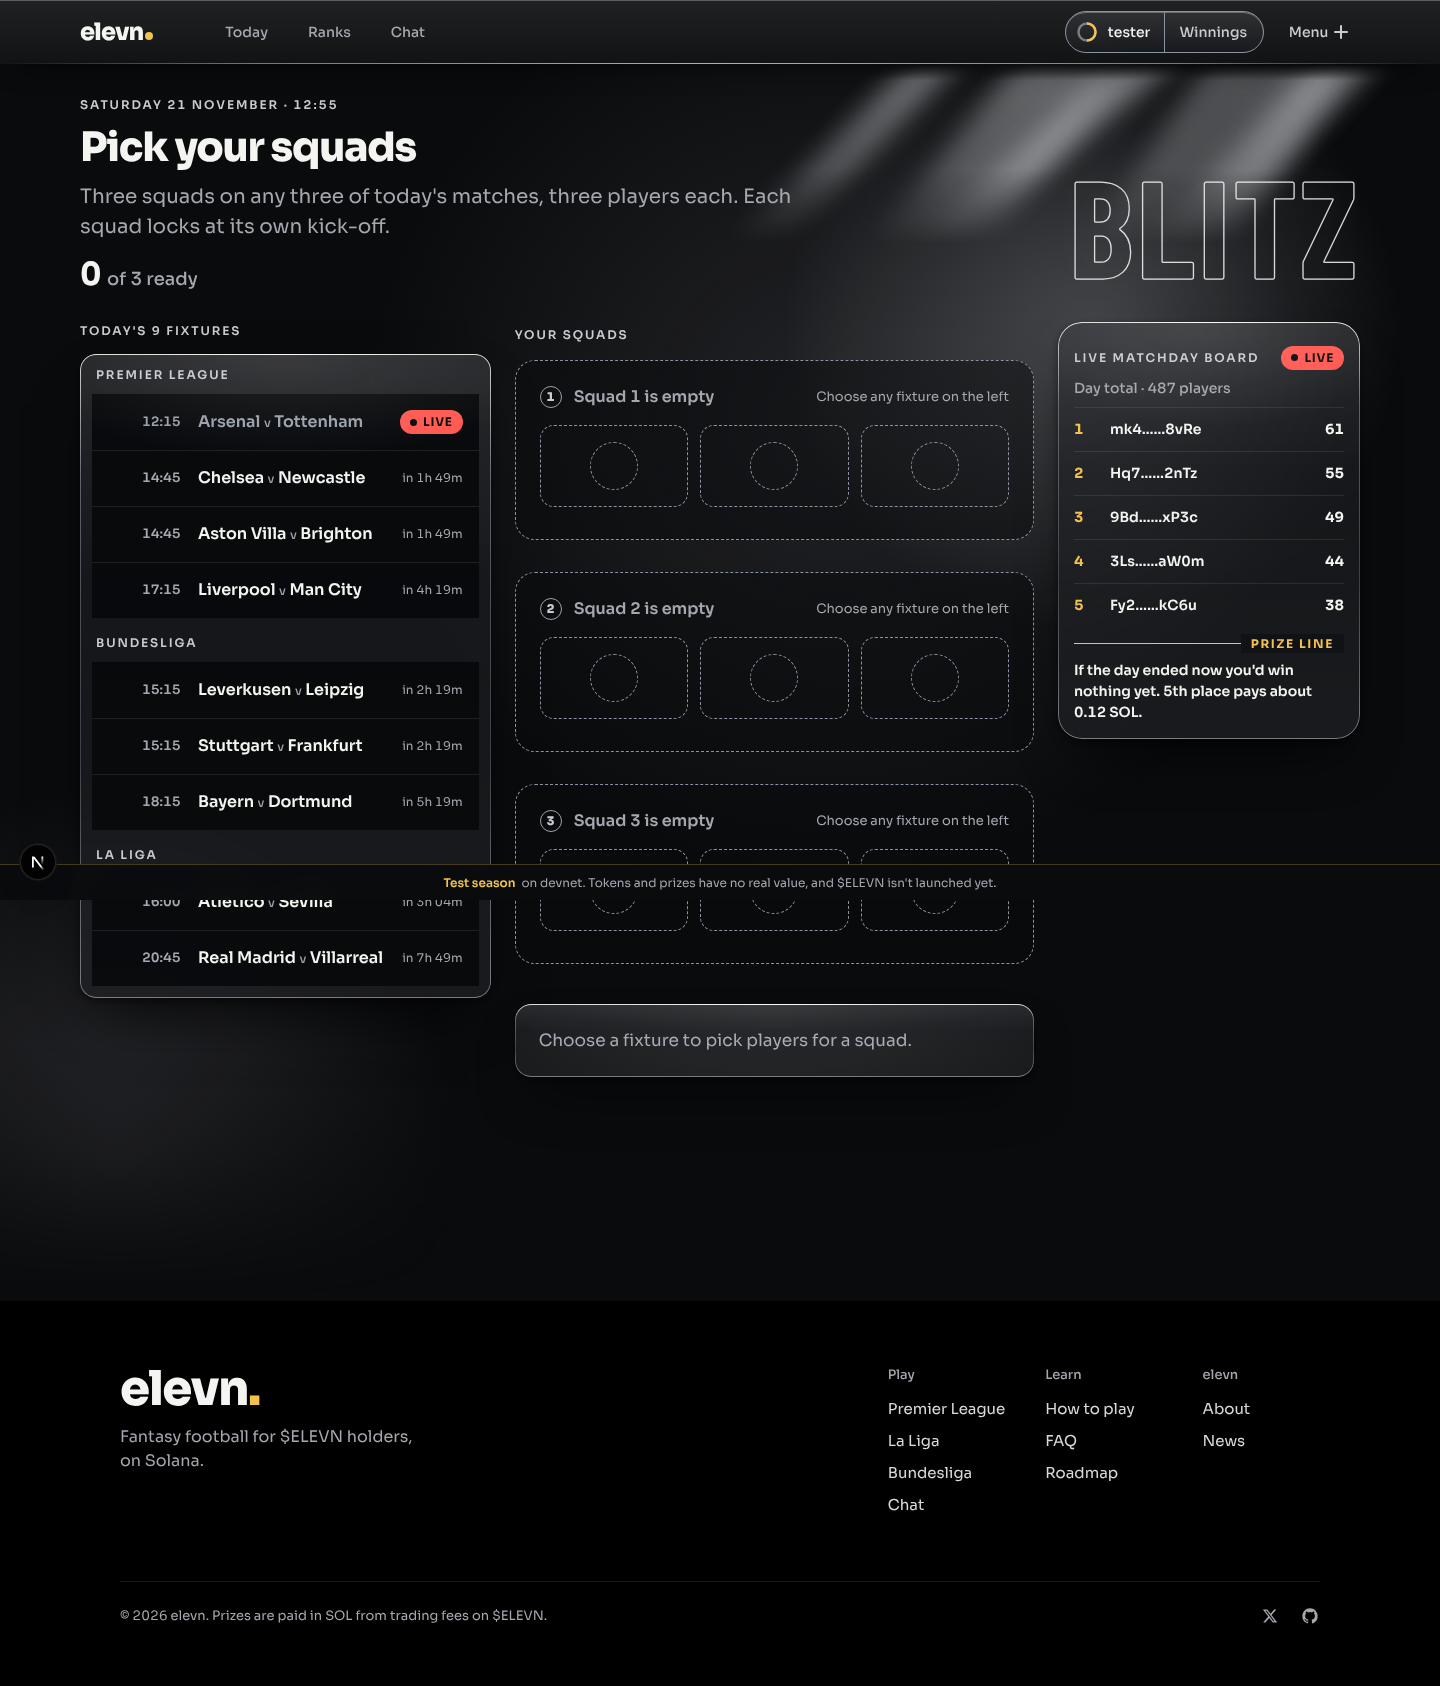 elevn.
Today
Ranks
Chat
tester
Winnings
Menu
SATURDAY 21 NOVEMBER · 12:55
Pick your squads
Three squads on any three of today's matches, three players each. Each
squad locks at its own kick-off.
0 of 3 ready
BLITZ
TODAY'S 9 FIXTURES
PREMIER LEAGUE
12:15 Arsenal v Tottenham LIVE
14:45 Chelsea v Newcastle in 1h 49m
14:45 Aston Villa v Brighton in 1h 49m
17:15 Liverpool v Man City in 4h 19m
BUNDESLIGA
15:15 Leverkusen v Leipzig in 2h 19m
15:15 Stuttgart v Frankfurt in 2h 19m
18:15 Bayern v Dortmund in 5h 19m
LA LIGA
16:00 Atletico v Sevilla in 3h 04m
20:45 Real Madrid v Villarreal in 7h 49m
YOUR SQUADS
1 Squad 1 is empty Choose any fixture on the left
2 Squad 2 is empty Choose any fixture on the left
3 Squad 3 is empty Choose any fixture on the left
Choose a fixture to pick players for a squad.
LIVE MATCHDAY BOARD LIVE
Day total · 487 players
1 mk4......8vRe 61
2 Hq7......2nTz 55
3 9Bd......xP3c 49
4 3Ls......aW0m 44
5 Fy2......kC6u 38
PRIZE LINE
If the day ended now you'd win
nothing yet. 5th place pays about
0.12 SOL.
N
Test season on devnet. Tokens and prizes have no real value, and $ELEVN isn't launched yet.
elevn.
Fantasy football for $ELEVN holders,
on Solana.
Play
Premier League
La Liga
Bundesliga
Chat
Learn
How to play
FAQ
Roadmap
elevn
About
News
© 2026 elevn. Prizes are paid in SOL from trading fees on $ELEVN.